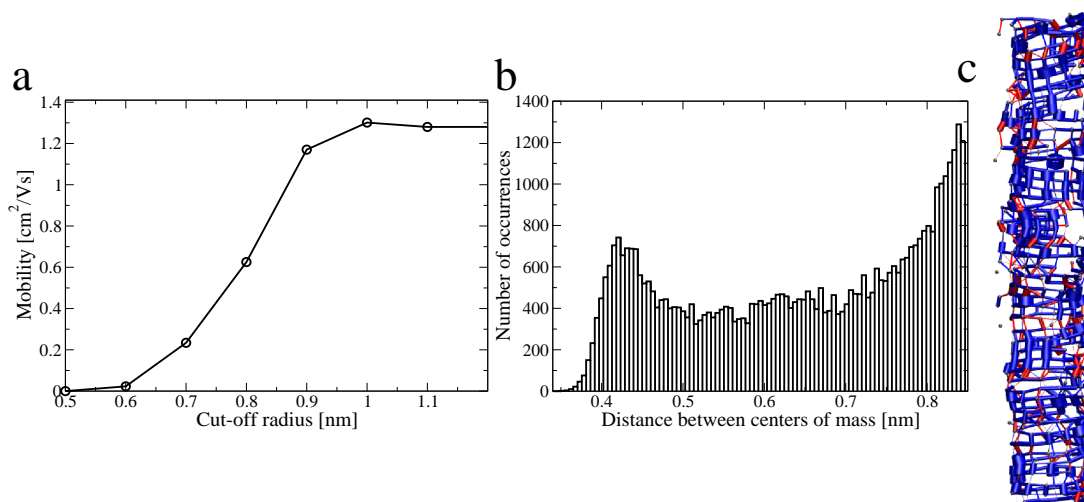 a
1.4
1.2
1
0.8
0.6
0.4
0.2
0
Mobility [cm²/Vs]
0.5 0.6 0.7 0.8 0.9 1 1.1
Cut-off radius [nm]
b
1400
1200
1000
800
600
400
200
0
Number of occurrences
0.4 0.5 0.6 0.7 0.8
Distance between centers of mass [nm]
c